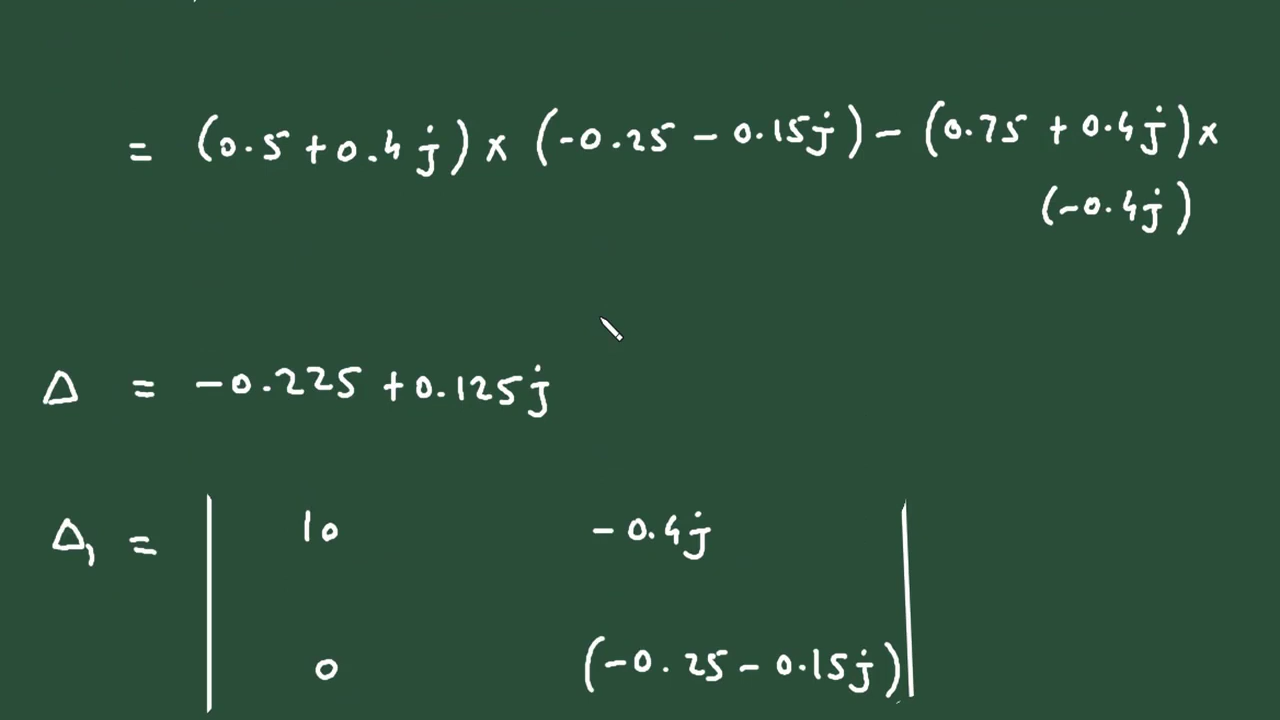 = (0.5 + 0.4 j) × (-0.25 - 0.15j) - (0.75 + 0.4j) ×
(-0.4j)
Δ = -0.225 + 0.125j
Δ₁ = | 10 -0.4j |
| 0 (-0.25 - 0.15j) |